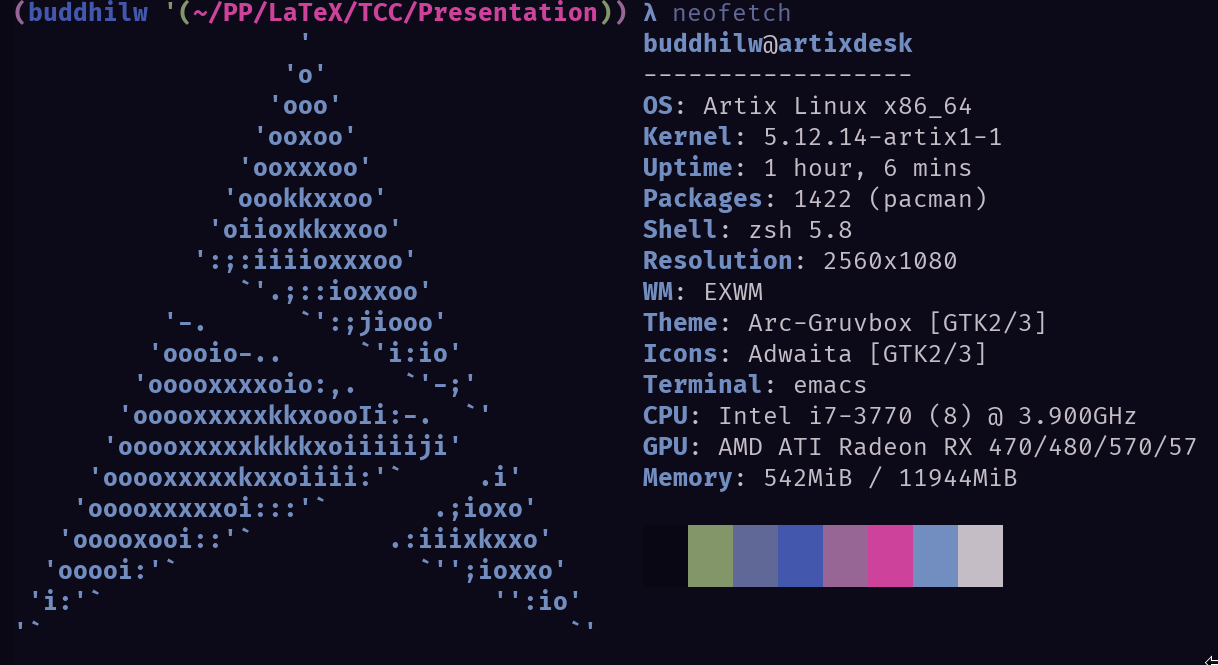 (buddhilw '(~/PP/LaTeX/TCC/Presentation)) λ neofetch
                   '                      buddhilw@artixdesk
                  'o'                     ------------------
                 'ooo'                    OS: Artix Linux x86_64
                'ooxoo'                   Kernel: 5.12.14-artix1-1
               'ooxxxoo'                  Uptime: 1 hour, 6 mins
              'oookkxxoo'                 Packages: 1422 (pacman)
             'oiioxkkxxoo'                Shell: zsh 5.8
            ':;:iiiioxxxoo'               Resolution: 2560x1080
               `'.;::ioxxoo'              WM: EXWM
          '-.      `':;jiooo'             Theme: Arc-Gruvbox [GTK2/3]
         'oooio-..     `'i:io'            Icons: Adwaita [GTK2/3]
        'ooooxxxxoio:,.   `'-;'           Terminal: emacs
       'ooooxxxxxkkxoooIi:-.  `'          CPU: Intel i7-3770 (8) @ 3.900GHz
      'ooooxxxxxkkkkxoiiiiiji'            GPU: AMD ATI Radeon RX 470/480/570/57
     'ooooxxxxxkxxoiiii:'`     .i'        Memory: 542MiB / 11944MiB
    'ooooxxxxxoi:::'`       .;ioxo'
   'ooooxooi::'`         .:iiixkxxo'
  'ooooi:'`                `'';ioxxo'
 'i:'`                          '':io'
'`                                   `'